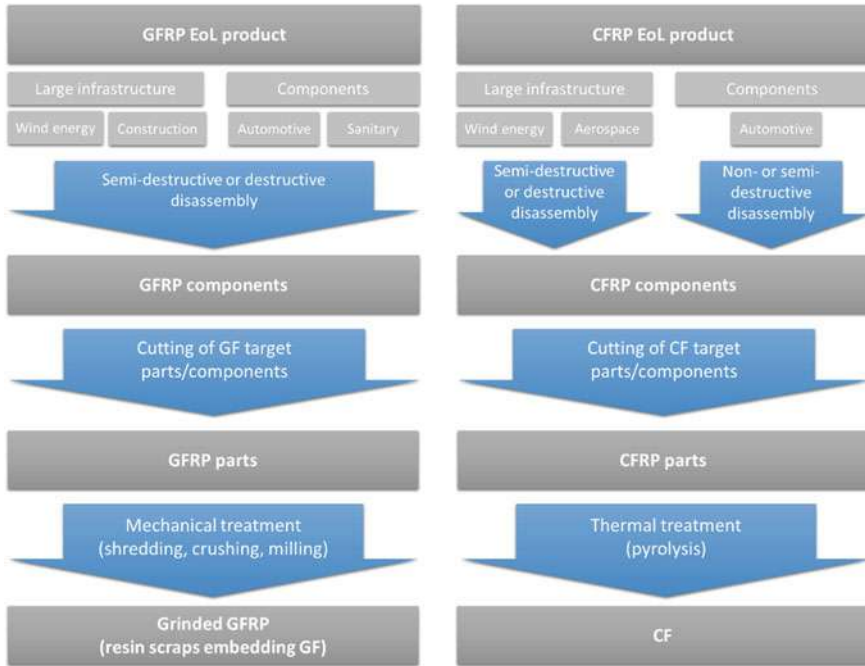 GFRP EoL product
Large infrastructure
Components
Wind energy
Construction
Automotive
Sanitary
Semi-destructive or destructive
disassembly
GFRP components
Cutting of GF target
parts/components
GFRP parts
Mechanical treatment
(shredding, crushing, milling)
Grinded GFRP
(resin scraps embedding GF)
CFRP EoL product
Large infrastructure
Components
Wind energy
Aerospace
Automotive
Semi-destructive
or destructive
disassembly
Non- or semi-
destructive
disassembly
CFRP components
Cutting of CF target
parts/components
CFRP parts
Thermal treatment
(pyrolysis)
CF